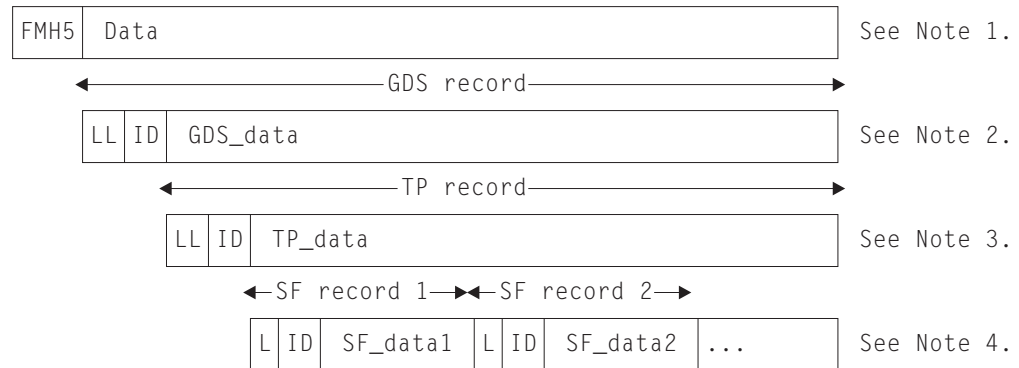 FMH5 Data See Note 1.
GDS record
LL ID GDS_data See Note 2.
TP record
LL ID TP_data See Note 3.
SF record 1 SF record 2
L ID SF_data1 L ID SF_data2 ... See Note 4.